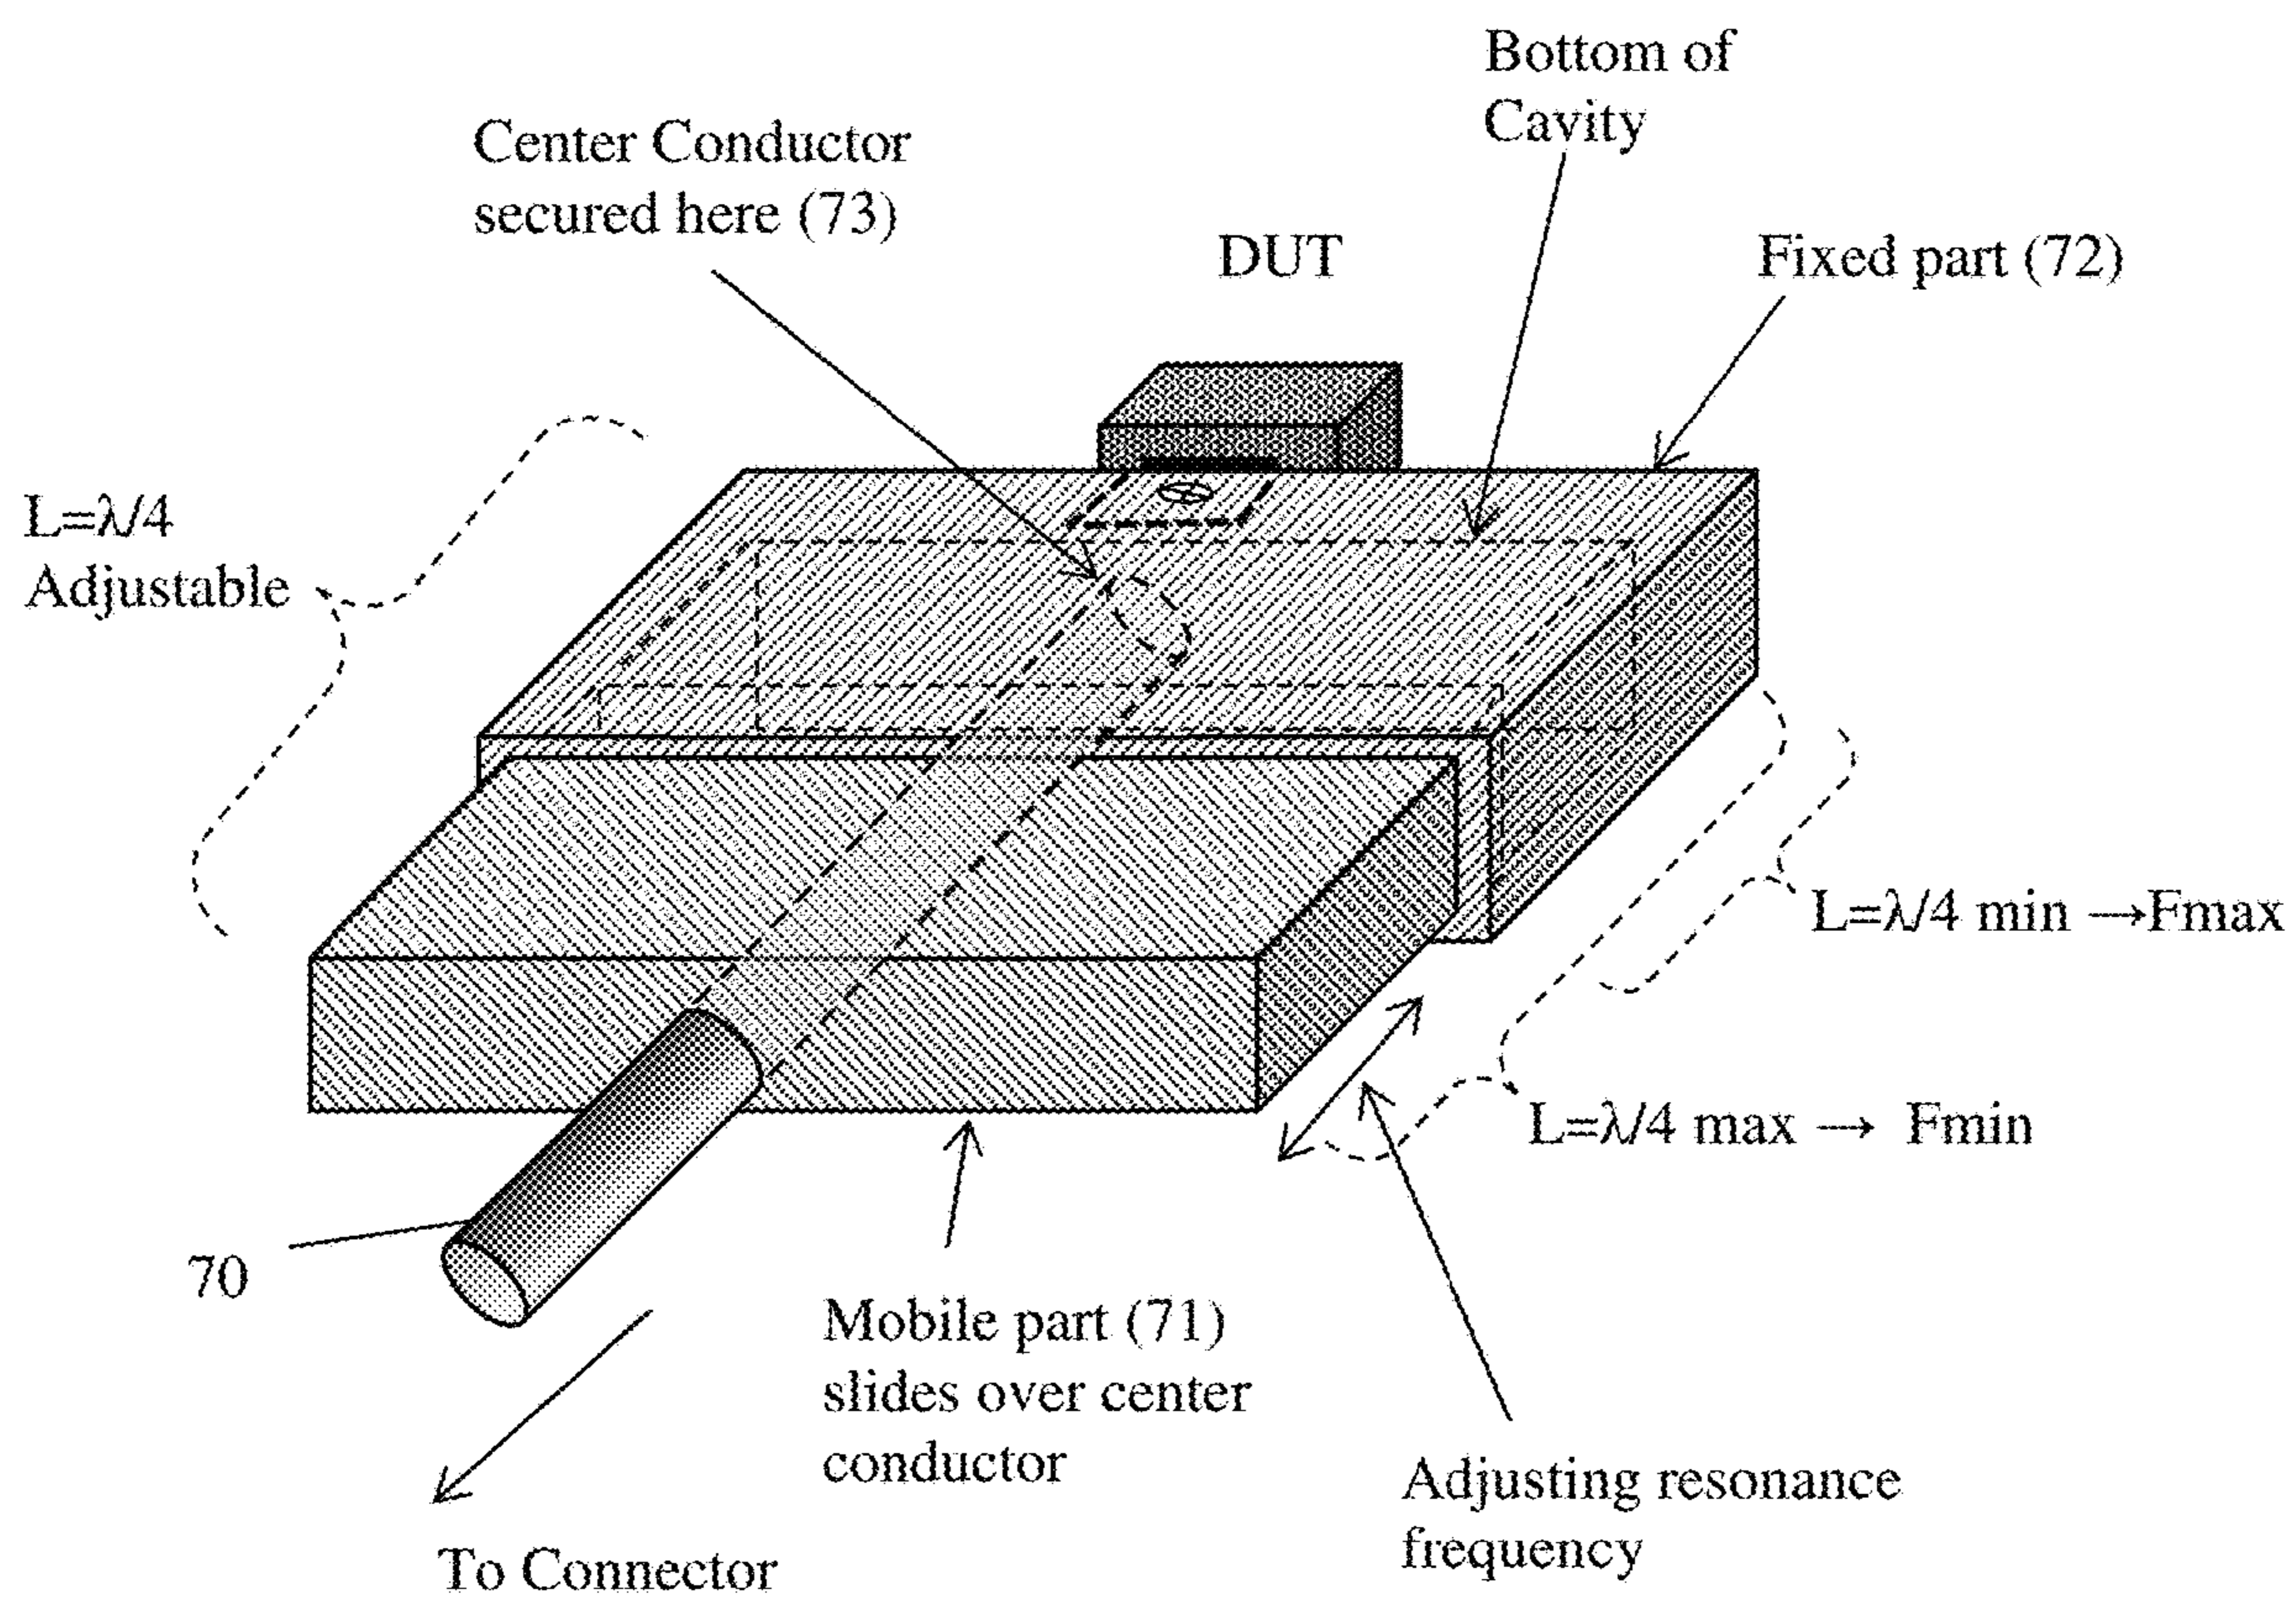 Bottom of
Cavity
Center Conductor
secured here (73)
DUT
Fixed part (72)
L=λ/4
Adjustable
L=λ/4 min →Fmax
L=λ/4 max → Fmin
70
Mobile part (71)
slides over center
conductor
Adjusting resonance
frequency
To Connector